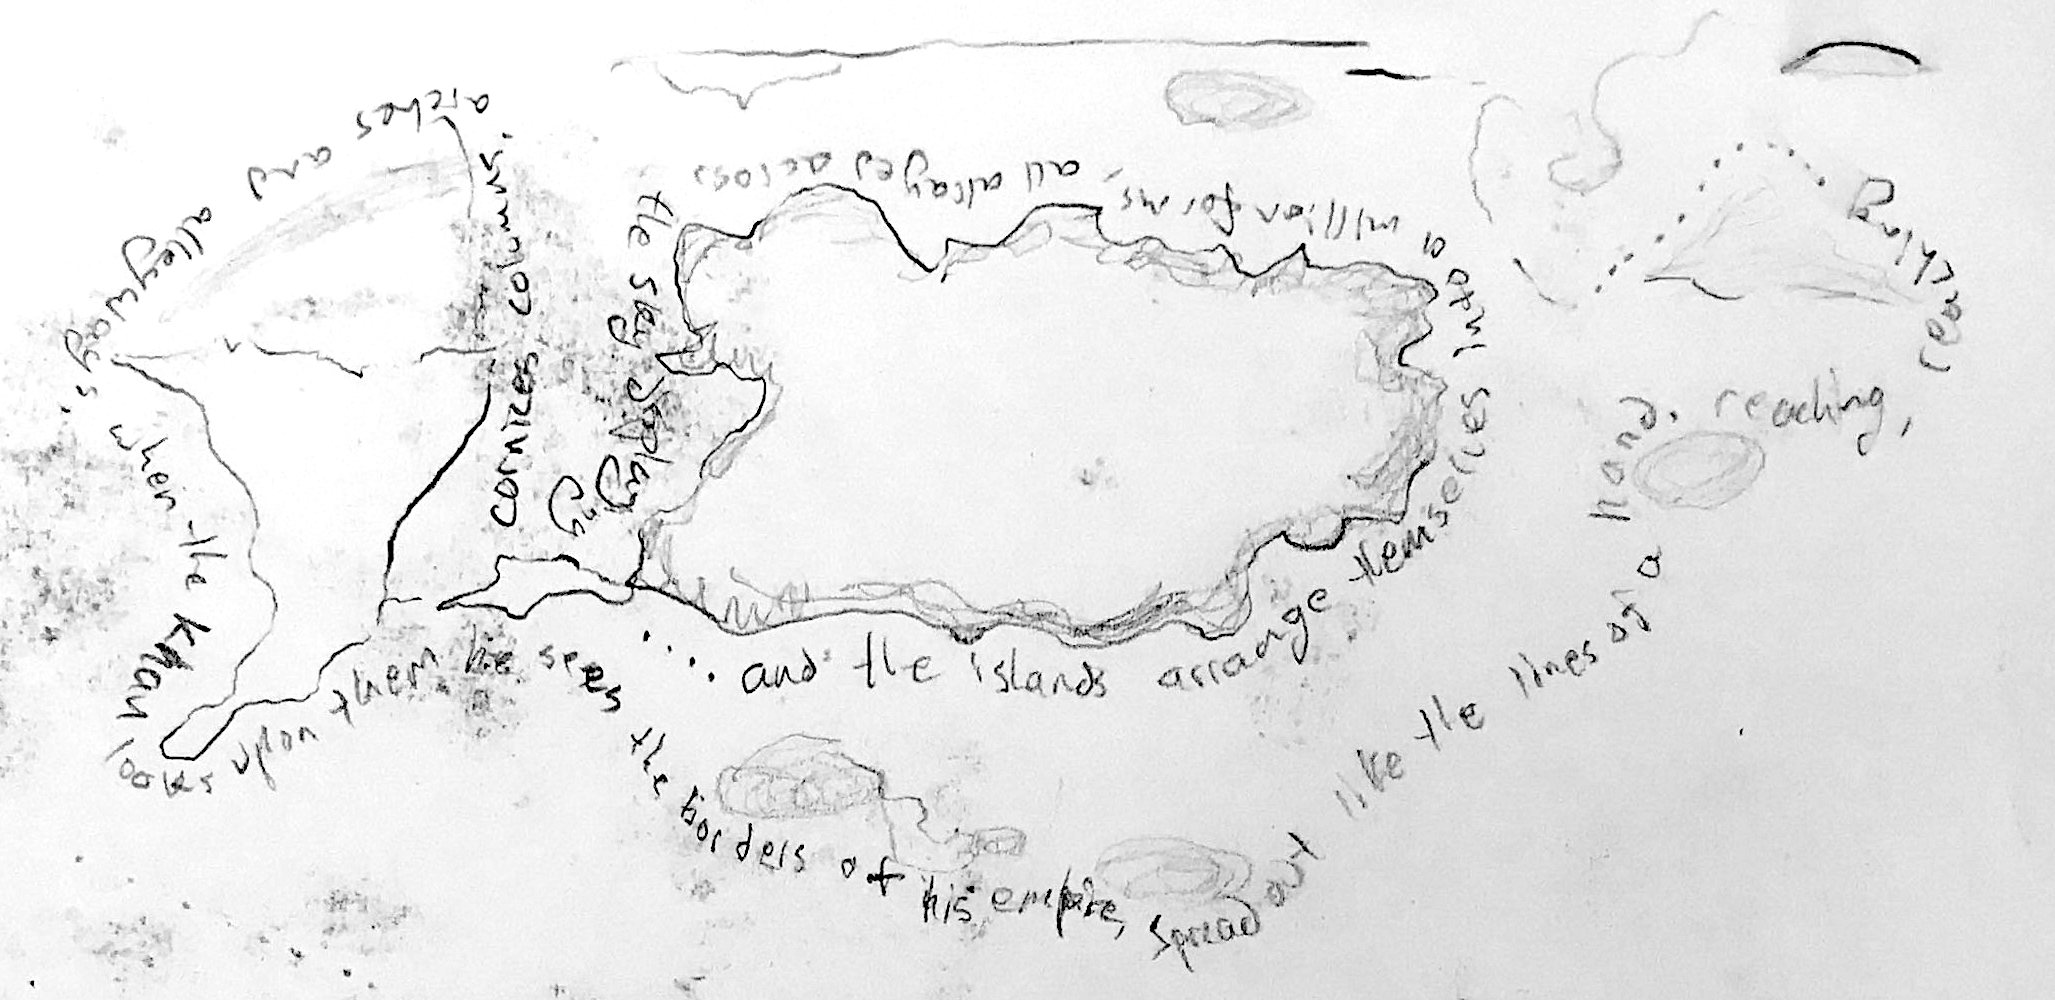 ... and the islands arrange themselves into
a million forms, all arrayed across
the sky displaying
cornices columns.
arches and alleyways,
when the Khan looks upon them he sees the borders of his empire, spread out like the lines of a hand. reaching,
reaching